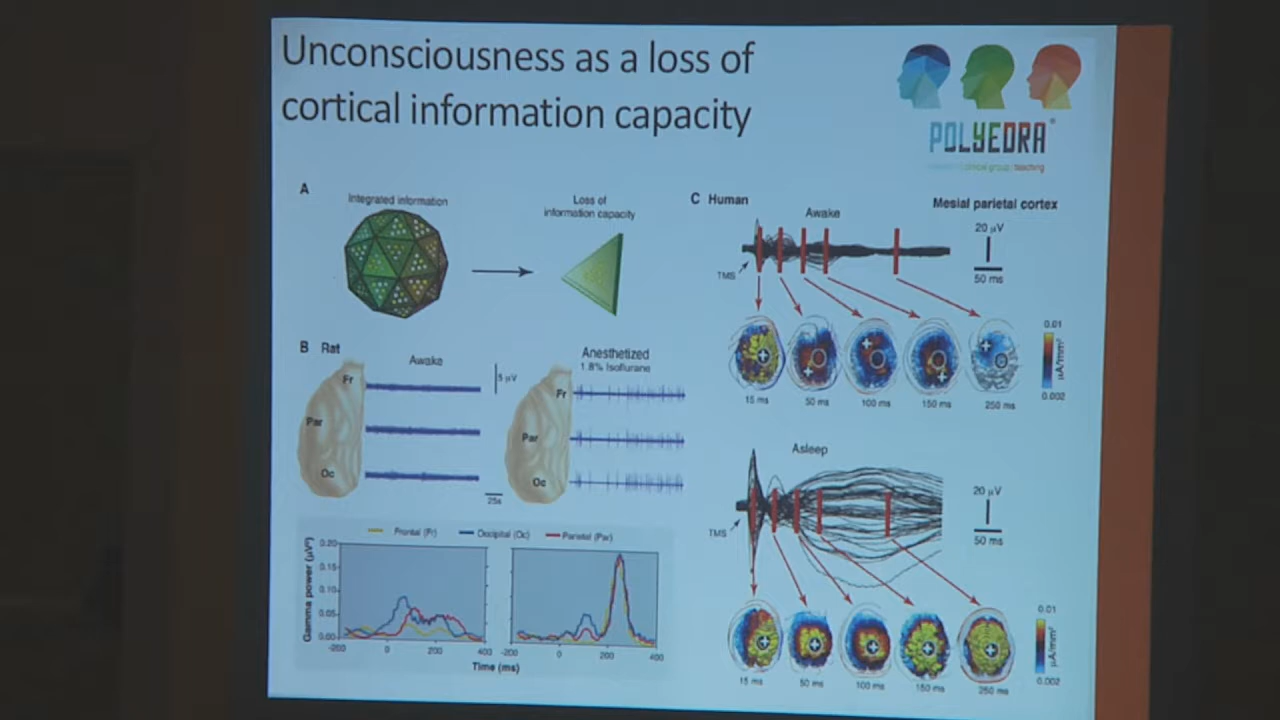 Unconsciousness as a loss of
cortical information capacity
POLYEDRA®
clinical group teaching
A
Integrated information
Loss of
information capacity
B Rat
Awake
5 µV
Fr
Par
Oc
25s
Anesthetized
1.8% Isoflurane
Fr
Par
Oc
Frontal (Fr)
Occipital (Oc)
Parietal (Par)
Gamma power (µV²)
0.20
0.15
0.10
0.05
0.00
-200 0 200 400
-200 0 200 400
Time (ms)
C Human
Awake
Mesial parietal cortex
20 µV
50 ms
TMS
15 ms
50 ms
100 ms
150 ms
250 ms
0.01
µA/mm²
0.002
Asleep
20 µV
50 ms
TMS
15 ms
50 ms
100 ms
150 ms
250 ms
0.01
µA/mm²
0.002